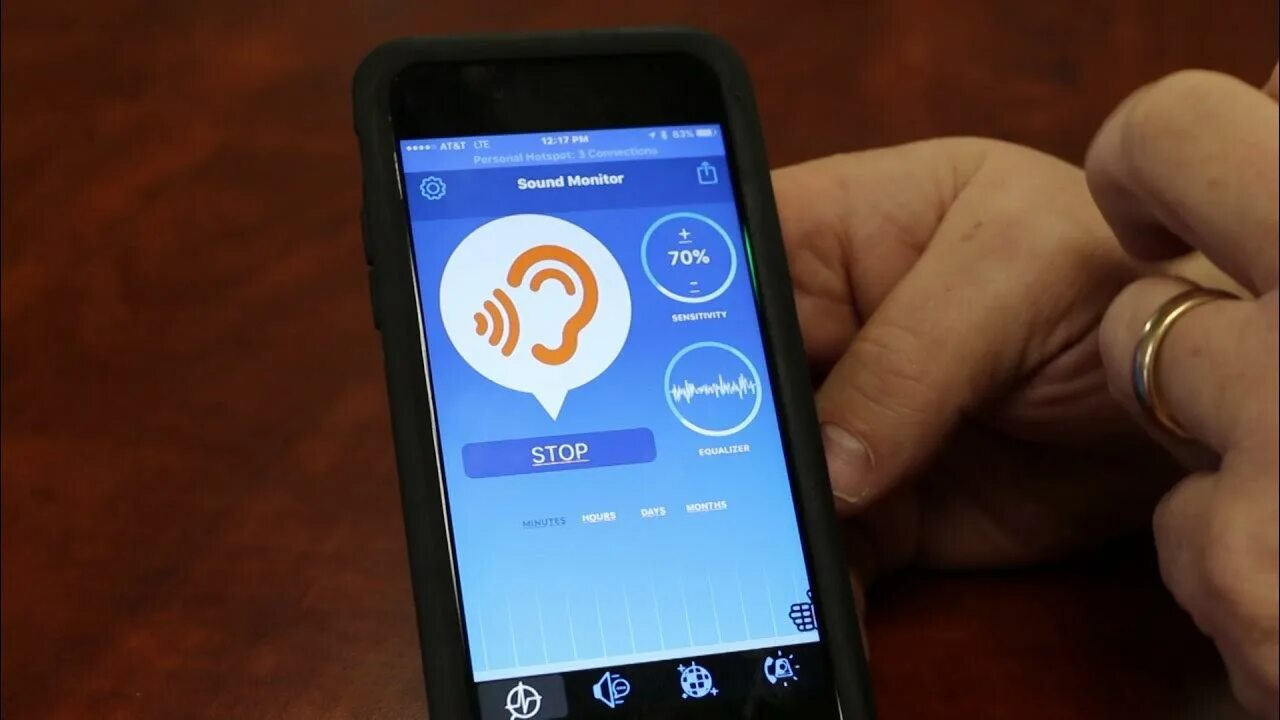 AT&T LTE 12:17 PM 83%
Personal Hotspot: 3 Connections
Sound Monitor
+
70%
-
SENSITIVITY
EQUALIZER
STOP
MINUTES HOURS DAYS MONTHS